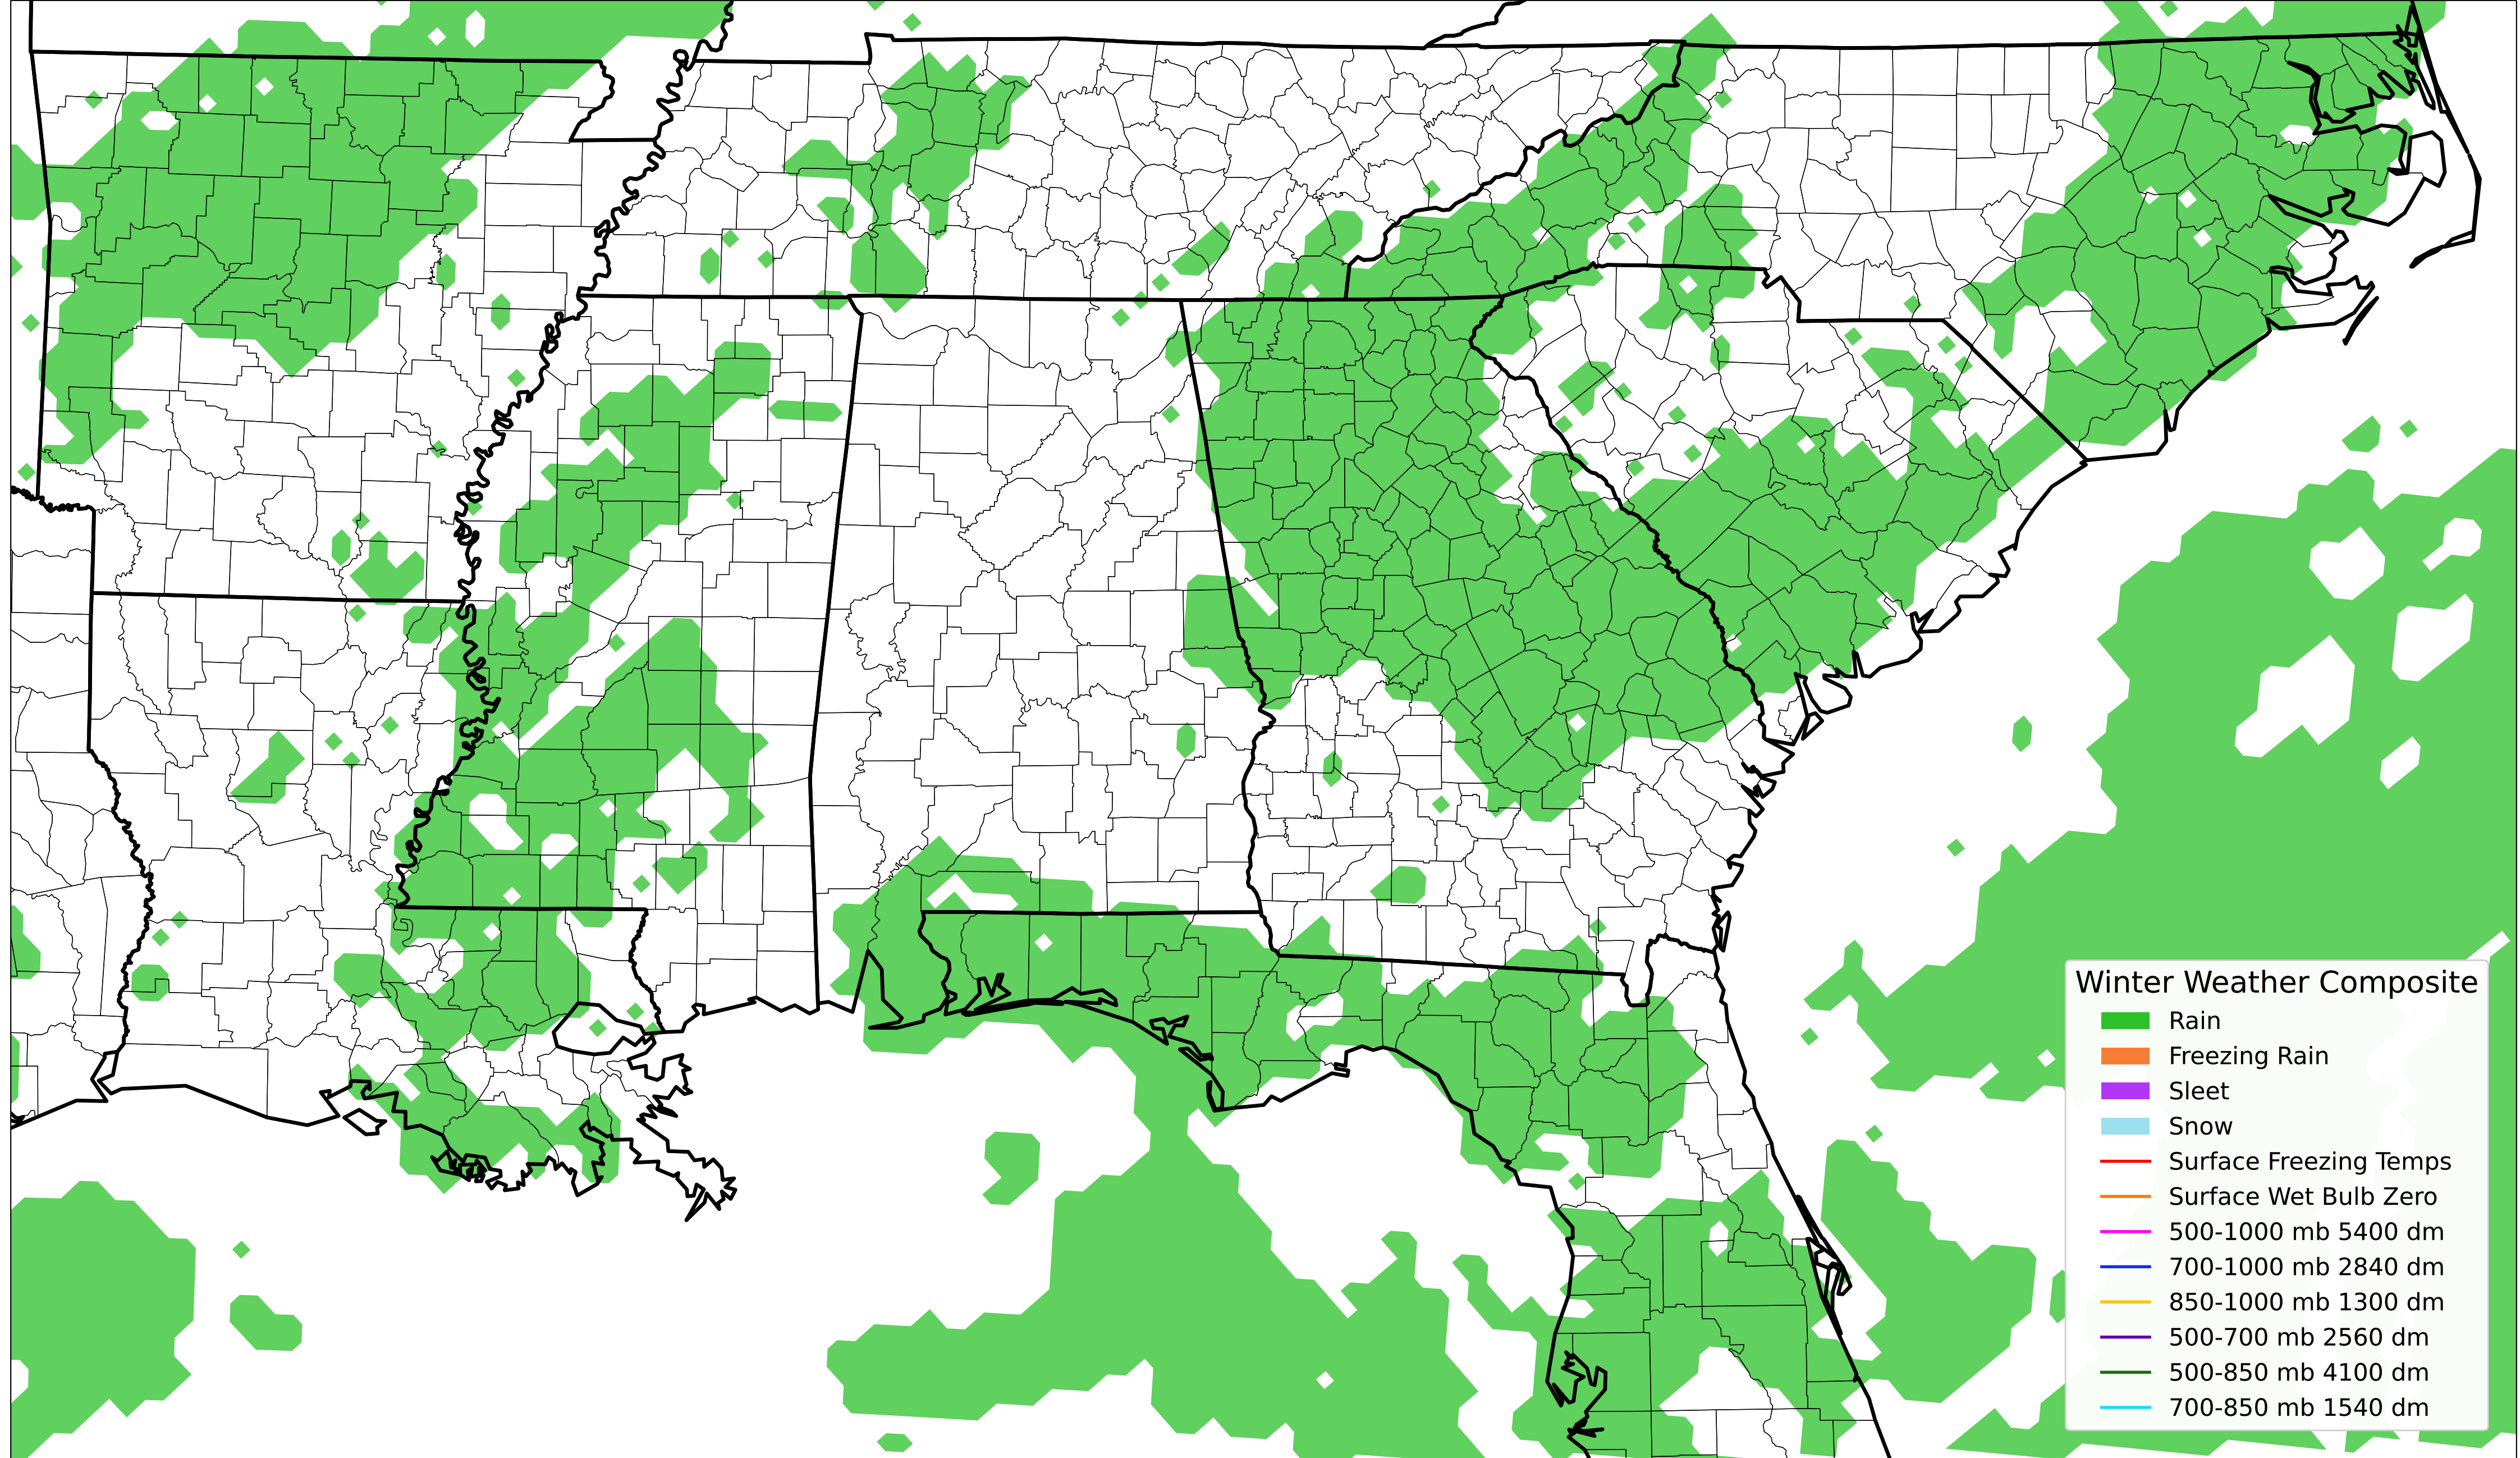 Winter Weather Composite
Rain
Freezing Rain
Sleet
Snow
Surface Freezing Temps
Surface Wet Bulb Zero
500-1000 mb 5400 dm
700-1000 mb 2840 dm
850-1000 mb 1300 dm
500-700 mb 2560 dm
500-850 mb 4100 dm
700-850 mb 1540 dm